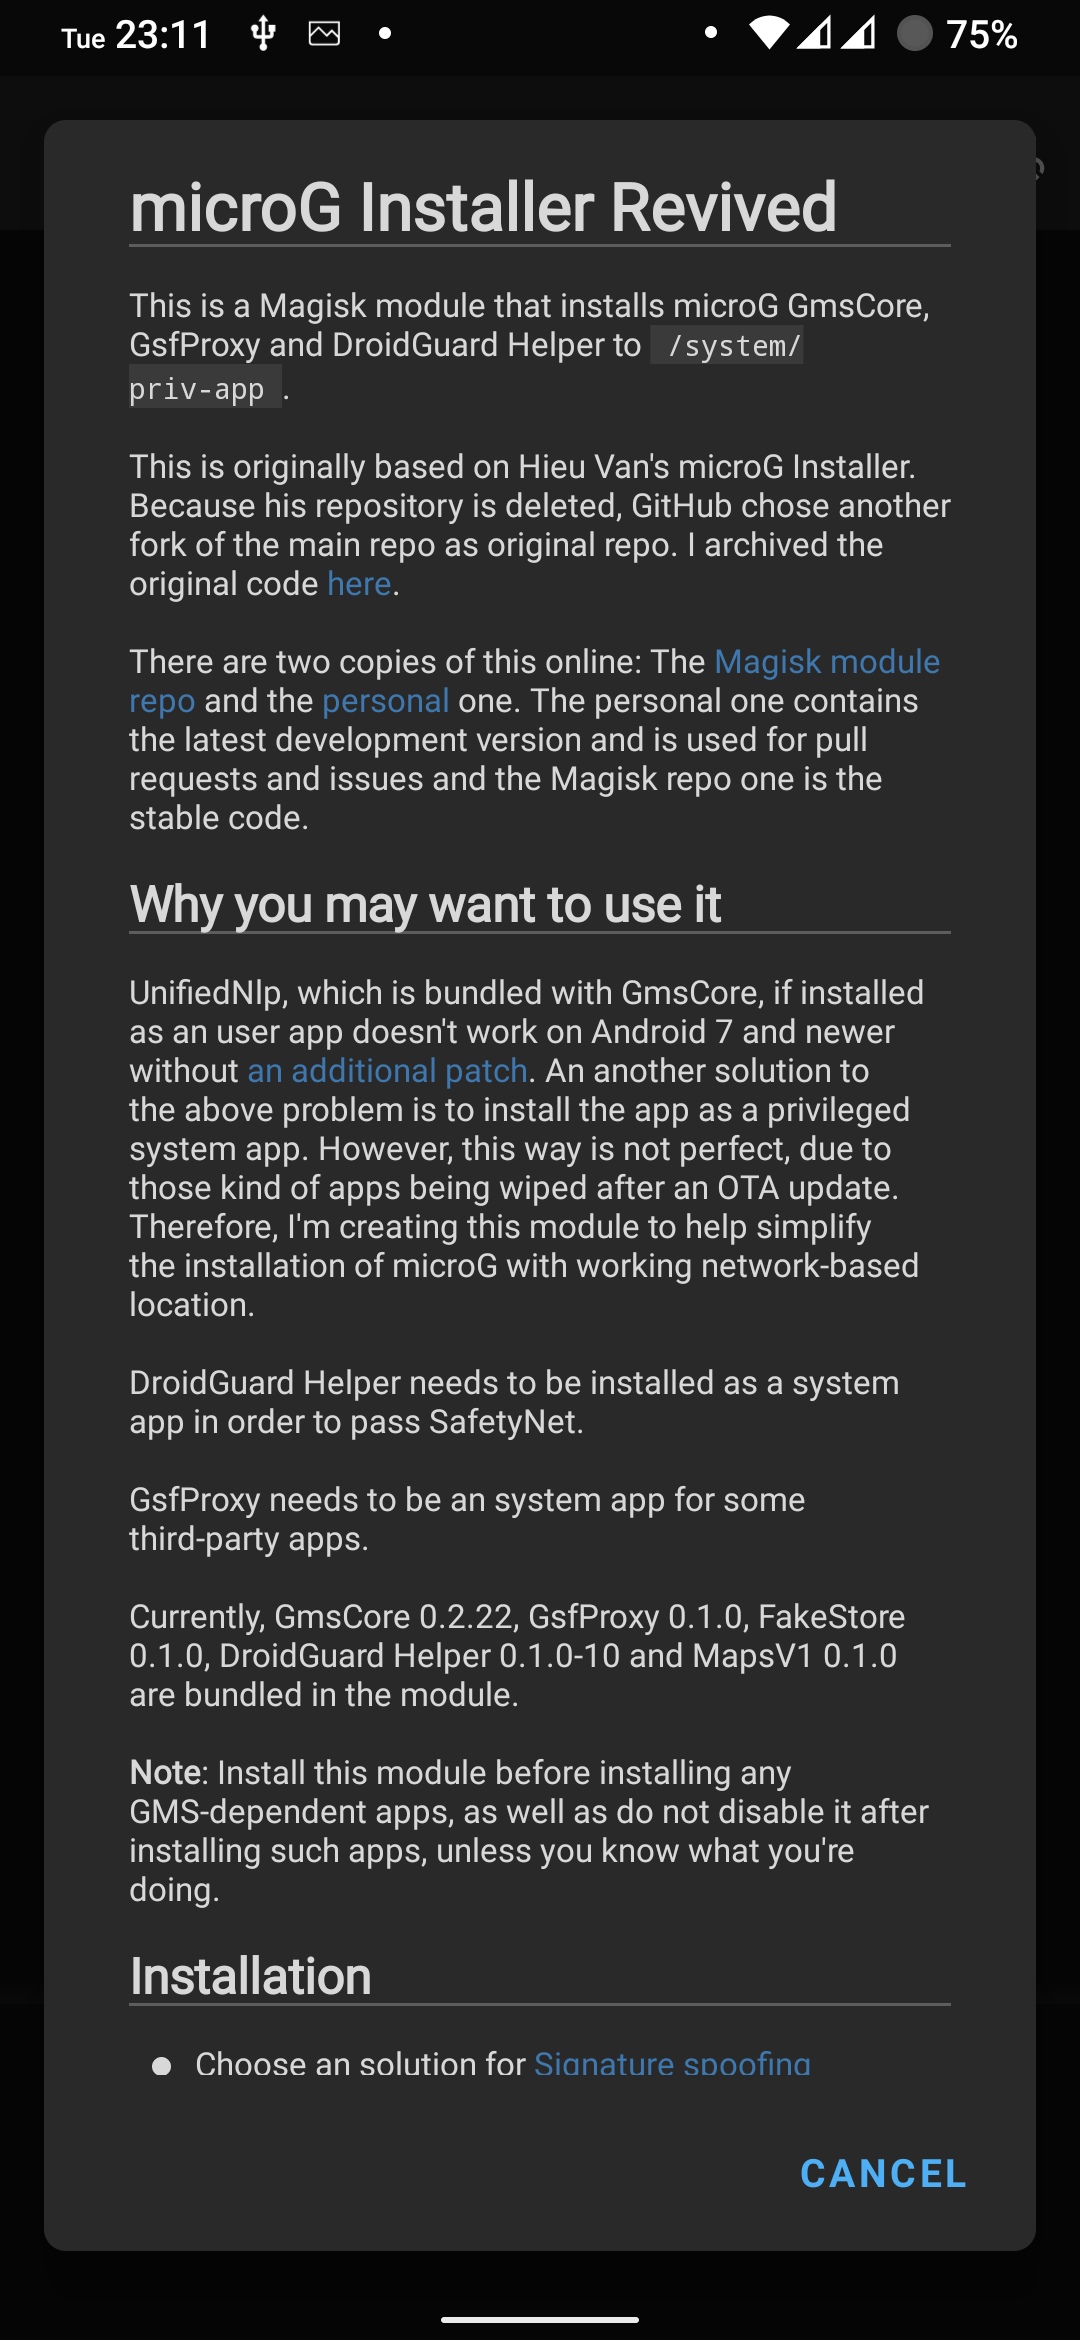 Tue 23:11
75%
microG Installer Revived
This is a Magisk module that installs microG GmsCore,
GsfProxy and DroidGuard Helper to /system/
priv-app .
This is originally based on Hieu Van's microG Installer.
Because his repository is deleted, GitHub chose another
fork of the main repo as original repo. I archived the
original code here.
There are two copies of this online: The Magisk module
repo and the personal one. The personal one contains
the latest development version and is used for pull
requests and issues and the Magisk repo one is the
stable code.
Why you may want to use it
UnifiedNlp, which is bundled with GmsCore, if installed
as an user app doesn't work on Android 7 and newer
without an additional patch. An another solution to
the above problem is to install the app as a privileged
system app. However, this way is not perfect, due to
those kind of apps being wiped after an OTA update.
Therefore, I'm creating this module to help simplify
the installation of microG with working network-based
location.
DroidGuard Helper needs to be installed as a system
app in order to pass SafetyNet.
GsfProxy needs to be an system app for some
third-party apps.
Currently, GmsCore 0.2.22, GsfProxy 0.1.0, FakeStore
0.1.0, DroidGuard Helper 0.1.0-10 and MapsV1 0.1.0
are bundled in the module.
Note: Install this module before installing any
GMS-dependent apps, as well as do not disable it after
installing such apps, unless you know what you're
doing.
Installation
Choose an solution for Signature spoofing
CANCEL